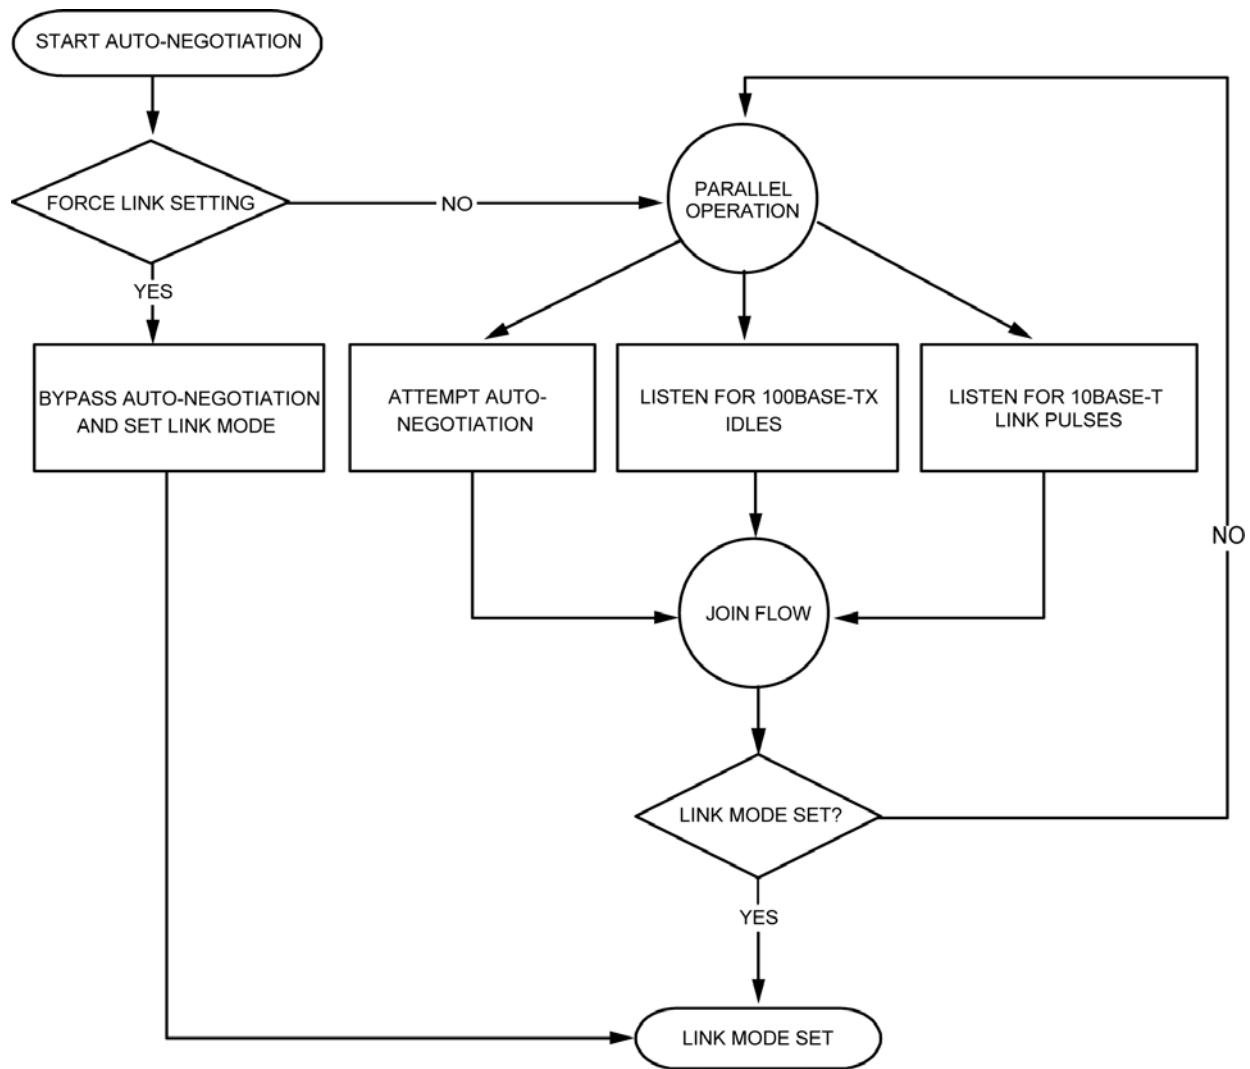 START AUTO-NEGOTIATION
FORCE LINK SETTING
NO
PARALLEL
OPERATION
YES
BYPASS AUTO-NEGOTIATION
AND SET LINK MODE
ATTEMPT AUTO-
NEGOTIATION
LISTEN FOR 100BASE-TX
IDLES
LISTEN FOR 10BASE-T
LINK PULSES
NO
JOIN FLOW
LINK MODE SET?
YES
LINK MODE SET